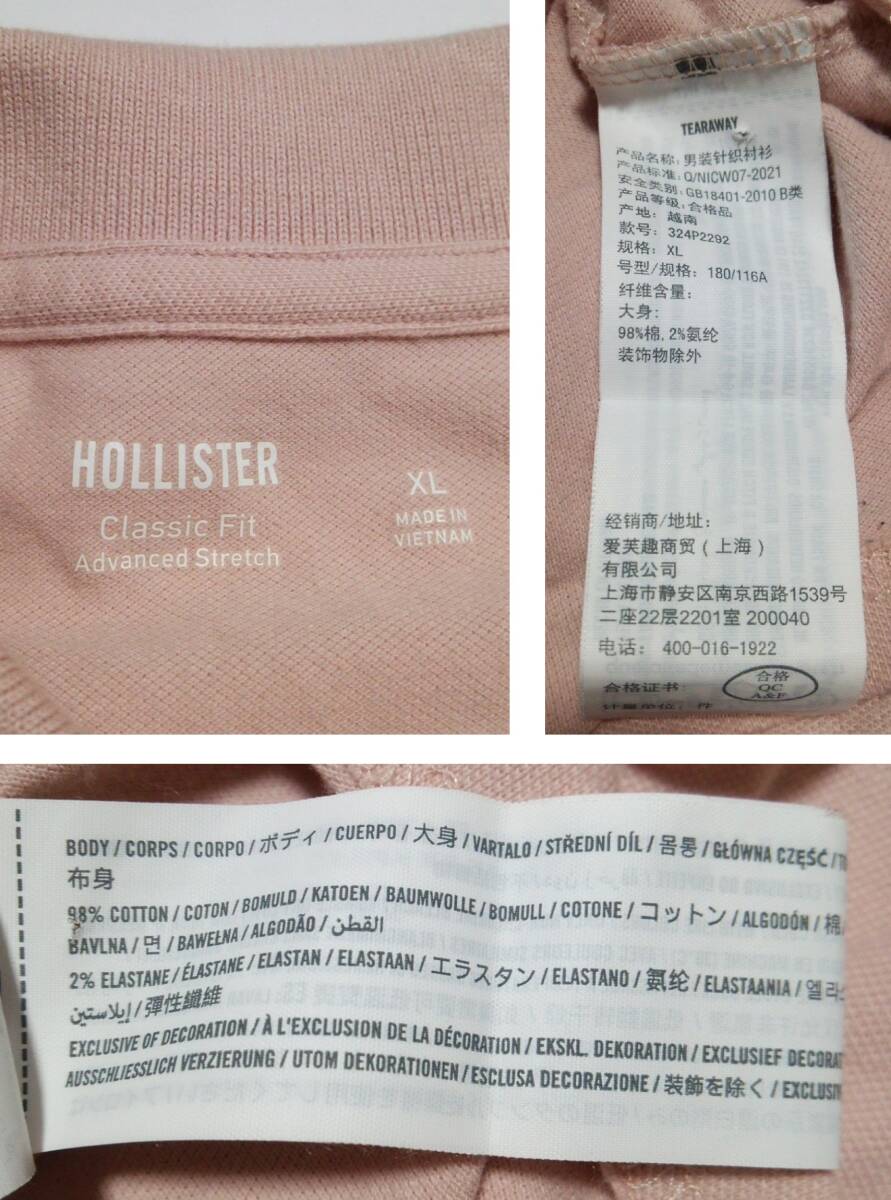 HOLLISTER
Classic Fit
Advanced Stretch
XL
MADE IN
VIETNAM
TEARAWAY
产品名称: 男装针织衬衫
产品标准: Q/NICW07-2021
安全类别: GB18401-2010 B类
产品等级: 合格品
产地: 越南
款号: 324P2292
规格: XL
号型/规格: 180/116A
纤维含量:
大身:
98%棉, 2%氨纶
装饰物除外
经销商/地址:
爱芙趣商贸(上海)
有限公司
上海市静安区南京西路1539号
二座22层2201室 200040
电话: 400-016-1922
合格证书:
合格
QC
A&F
计量单位: 件
BODY / CORPS / CORPO / ボディ / CUERPO / 大身 / VARTALO / STŘEDNÍ DÍL / 몸통 / GŁÓWNA CZĘŚĆ /
布身
98% COTTON / COTON / BOMULD / KATOEN / BAUMWOLLE / BOMULL / COTONE / コットン / ALGODÓN / 棉 /
BAVLNA / 면 / BAWEŁNA / ALGODÃO / القطن
2% ELASTANE / ÉLASTANE / ELASTAN / ELASTAAN / エラスタン / ELASTANO / 氨纶 / ELASTAANIA /
إيلاستين / 彈性纖維
EXCLUSIVE OF DECORATION / À L'EXCLUSION DE LA DÉCORATION / EKSKL. DEKORATION / EXCLUSIEF
AUSSCHLIESSLICH VERZIERUNG / UTOM DEKORATIONEN / ESCLUSA DECORAZIONE / 装飾を除く /